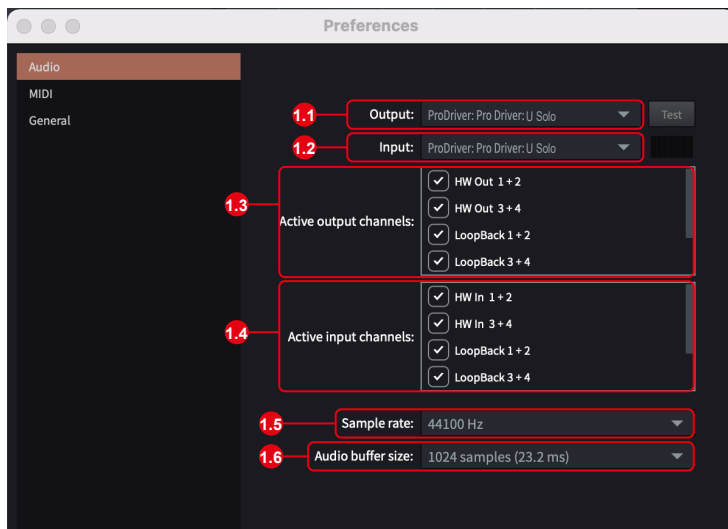 Preferences
Audio
MIDI
General
1.1 Output: ProDriver: Pro Driver: U Solo Test
1.2 Input: ProDriver: Pro Driver: U Solo
1.3 Active output channels:
HW Out 1 + 2
HW Out 3 + 4
LoopBack 1 + 2
LoopBack 3 + 4
1.4 Active input channels:
HW In 1 + 2
HW In 3 + 4
LoopBack 1 + 2
LoopBack 3 + 4
1.5 Sample rate: 44100 Hz
1.6 Audio buffer size: 1024 samples (23.2 ms)